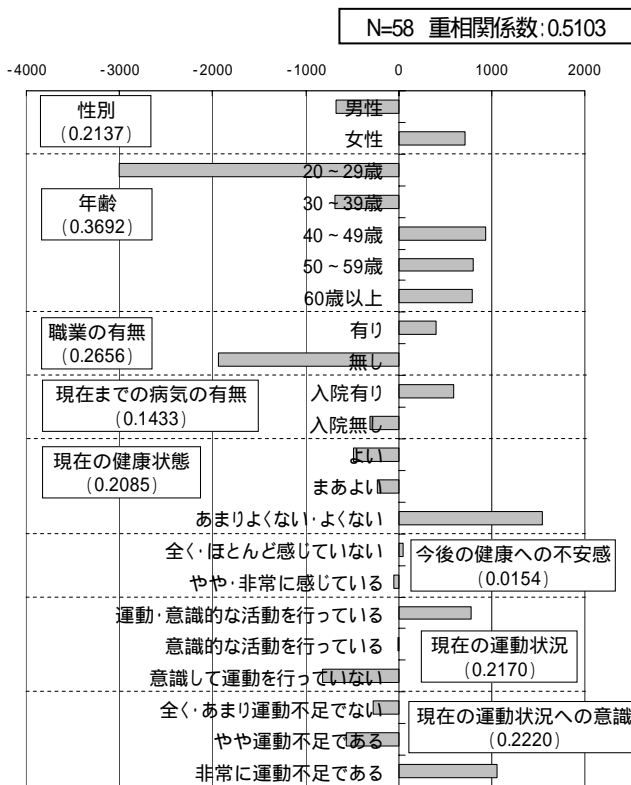 N=58 重相関係数:0.5103
-4000 -3000 -2000 -1000 0 1000 2000
性別
(0.2137)
男性
女性
年齢
(0.3692)
20~29歳
30~39歳
40~49歳
50~59歳
60歳以上
職業の有無
(0.2656)
有り
無し
現在までの病気の有無
(0.1433)
入院有り
入院無し
現在の健康状態
(0.2085)
よい
まあよい
あまりよくない・よくない
全く・ほとんど感じていない
やや・非常に感じている
今後の健康への不安感
(0.0154)
運動・意識的な活動を行っている
意識的な活動を行っている
意識して運動を行っていない
現在の運動状況
(0.2170)
全く・あまり運動不足でない
やや運動不足である
非常に運動不足である
現在の運動状況への意識
(0.2220)